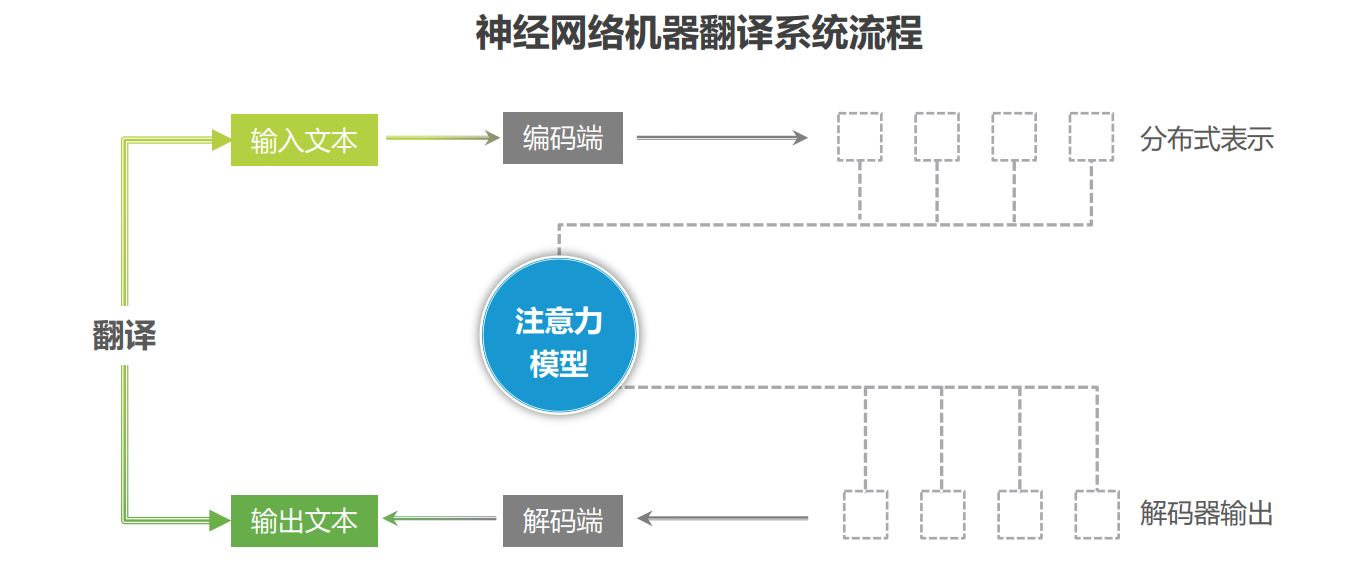 神经网络机器翻译系统流程
输入文本
编码端
分布式表示
注意力
模型
翻译
输出文本
解码端
解码器输出